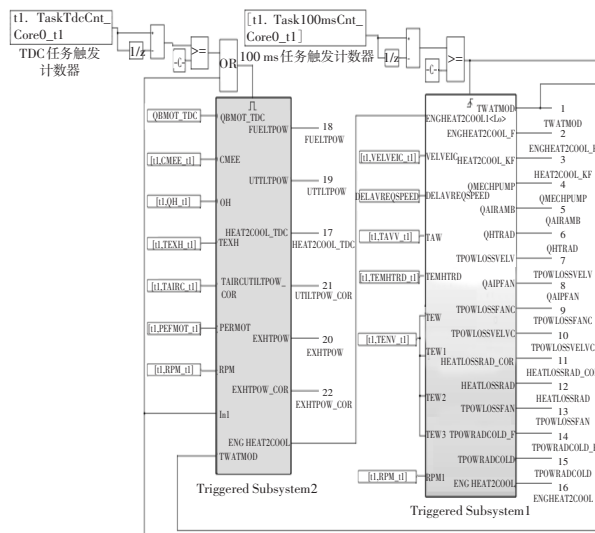 t1. TaskTdcCnt_
Core0_t1
TDC任务触发
计数器
1/z
-C-
>=
OR
[t1. Task100msCnt_
Core0_t1]
100 ms任务触发计数器
1/z
-C-
>=
QBMOT_TDC
QBMOT_TDC
FUELTPOW
18
FUELTPOW
[t1,CMEE_t1]
CMEE
UTTLTPOW
19
UTTLTPOW
[t1,QH_t1]
OH
HEAT2COOL_TDC
17
HEAT2COOL_TDC
[t1,TEXH_t1]
TEXH
[t1,TAIRC_t1]
TAIRCUTILTPOW_
COR
21
UTILTPOW_COR
[t1,PEFMOT_t1]
PERMOT
EXHTPOW
20
EXHTPOW
[t1,RPM_t1]
RPM
EXHTPOW_COR
22
EXHTPOW_COR
In1
ENG HEAT2COOL
TWATMOD
Triggered Subsystem2
TWATMOD
1
TWATMOD
ENGHEAT2COOL1<Lo>
ENGHEAT2COOL_F
2
[t1,VELVEIC_t1]
VELVEIC
HEAT2COOL_KF
3
HEAT2COOL_KF
QMECHPUMP
4
QMECHPUMP
DELAVREQSPEED
DELAVREQSPEED
QAIRAMB
5
QAIRAMB
[t1,TAVV_t1]
TAW
QHTRAD
6
QHTRAD
TPOWLOSSVELV
7
TPOWLOSSVELV
[t1,TEMHTRD_t1]
TEMHTRD
QAIPFAN
8
QAIPFAN
TPOWLOSSFANC
9
TPOWLOSSFANC
TEW
TPOWLOSSVELVC
10
TPOWLOSSVELVC
[t1,TENV_t1]
TEW1
HEATLOSSRAD_COR
11
HEATLOSSRAD_COR
HEATLOSSRAD
12
HEATLOSSRAD
TEW2
TPOWLOSSFAN
13
TPOWLOSSFAN
TEW3
TPOWRADCOLD_F
14
TPOWRADCOLD
15
TPOWRADCOLD
[t1,RPM_t1]
RPM1
ENG HEAT2COOL
16
ENGHEAT2COOL
Triggered Subsystem1